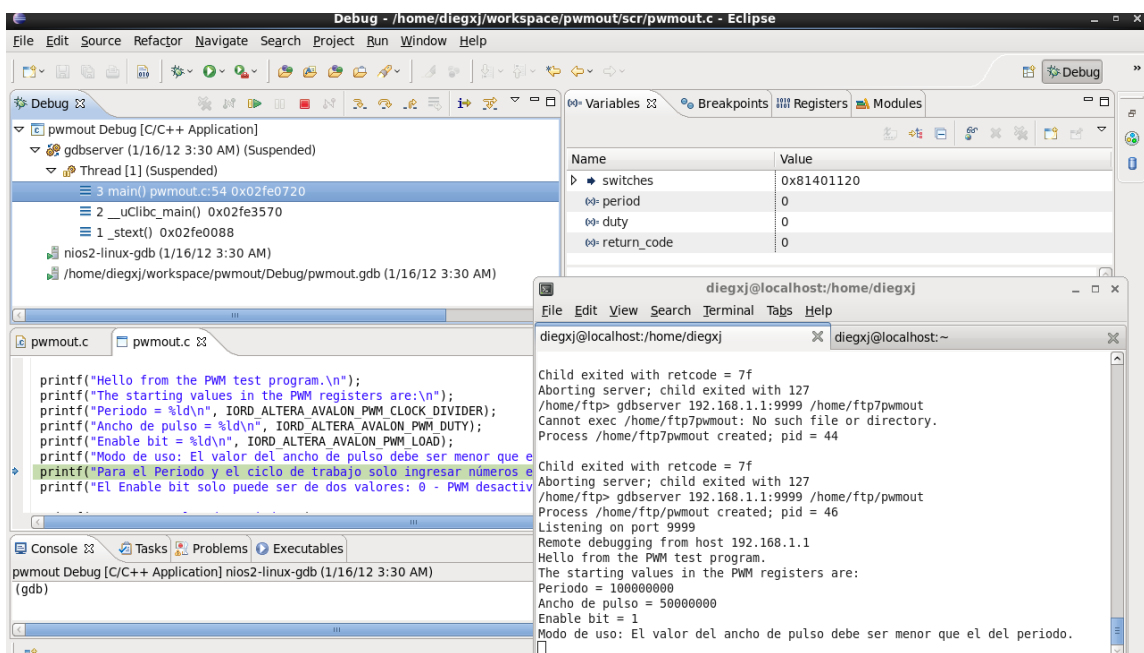 Debug - /home/diegxj/workspace/pwmout/scr/pwmout.c - Eclipse
File Edit Source Refactor Navigate Search Project Run Window Help
Debug
Debug
pwmout Debug [C/C++ Application]
gdbserver (1/16/12 3:30 AM) (Suspended)
Thread [1] (Suspended)
3 main() pwmout.c:54 0x02fe0720
2 __uClibc_main() 0x02fe3570
1 _stext() 0x02fe0088
nios2-linux-gdb (1/16/12 3:30 AM)
/home/diegxj/workspace/pwmout/Debug/pwmout.gdb (1/16/12 3:30 AM)
Variables Breakpoints Registers Modules
Name Value
switches 0x81401120
period 0
duty 0
return_code 0
pwmout.c pwmout.c
printf("Hello from the PWM test program.\n");
printf("The starting values in the PWM registers are:\n");
printf("Periodo = %ld\n", IORD_ALTERA_AVALON_PWM_CLOCK_DIVIDER);
printf("Ancho de pulso = %ld\n", IORD_ALTERA_AVALON_PWM_DUTY);
printf("Enable bit = %ld\n", IORD_ALTERA_AVALON_PWM_LOAD);
printf("Modo de uso: El valor del ancho de pulso debe ser menor que e
printf("Para el Periodo y el ciclo de trabajo solo ingresar números e
printf("El Enable bit solo puede ser de dos valores: 0 - PWM desactiv
Console Tasks Problems Executables
pwmout Debug [C/C++ Application] nios2-linux-gdb (1/16/12 3:30 AM)
(gdb)
diegxj@localhost:/home/diegxj
File Edit View Search Terminal Tabs Help
diegxj@localhost:/home/diegxj diegxj@localhost:~
Child exited with retcode = 7f
Aborting server; child exited with 127
/home/ftp> gdbserver 192.168.1.1:9999 /home/ftp7pwmout
Cannot exec /home/ftp7pwmout: No such file or directory.
Process /home/ftp7pwmout created; pid = 44
Child exited with retcode = 7f
Aborting server; child exited with 127
/home/ftp> gdbserver 192.168.1.1:9999 /home/ftp/pwmout
Process /home/ftp/pwmout created; pid = 46
Listening on port 9999
Remote debugging from host 192.168.1.1
Hello from the PWM test program.
The starting values in the PWM registers are:
Periodo = 100000000
Ancho de pulso = 50000000
Enable bit = 1
Modo de uso: El valor del ancho de pulso debe ser menor que el del periodo.